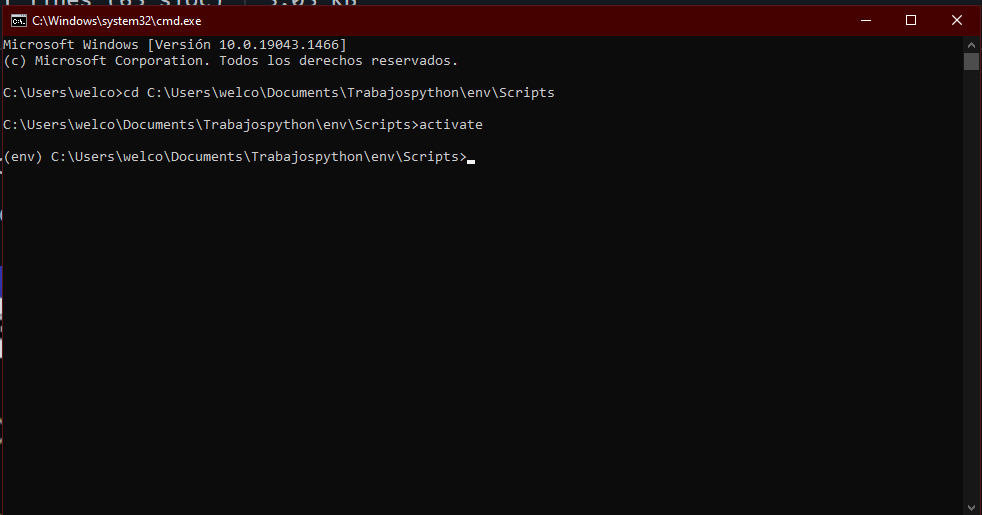 C:\Windows\system32\cmd.exe
Microsoft Windows [Versión 10.0.19043.1466]
(c) Microsoft Corporation. Todos los derechos reservados.
C:\Users\welco>cd C:\Users\welco\Documents\Trabajospython\env\Scripts
C:\Users\welco\Documents\Trabajospython\env\Scripts>activate
(env) C:\Users\welco\Documents\Trabajospython\env\Scripts>